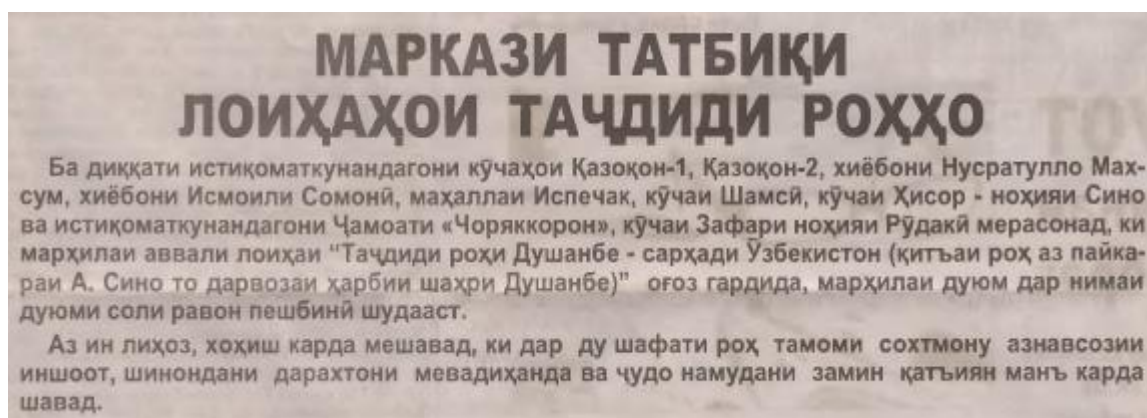 МАРКАЗИ ТАТБИҚИ
ЛОИҲАҲОИ ТАҶДИДИ РОҲҲО
Ба диққати истиқоматкунандагони кӯчаҳои Қазоқон-1, Қазоқон-2, хиёбони Нусратулло Мах-
сум, хиёбони Исмоили Сомонӣ, маҳаллаи Испечак, кӯчаи Шамсӣ, кӯчаи Ҳисор - ноҳияи Сино
ва истиқоматкунандагони Ҷамоати «Чоряккорон», кӯчаи Зафари ноҳияи Рӯдакӣ мерасонад, ки
марҳилаи аввали лоиҳаи “Таҷдиди роҳи Душанбе - сарҳади Ӯзбекистон (қитъаи роҳ аз пайка-
раи А. Сино то дарвозаи ҳарбии шаҳри Душанбе)” оғоз гардида, марҳилаи дуюм дар нимаи
дуюми соли равон пешбинӣ шудааст.
Аз ин лиҳоз, хоҳиш карда мешавад, ки дар ду шафати роҳ тамоми сохтмону азнавсозии
иншоот, шинондани дарахтони мевадиҳанда ва ҷудо намудани замин қатъиян манъ карда
шавад.